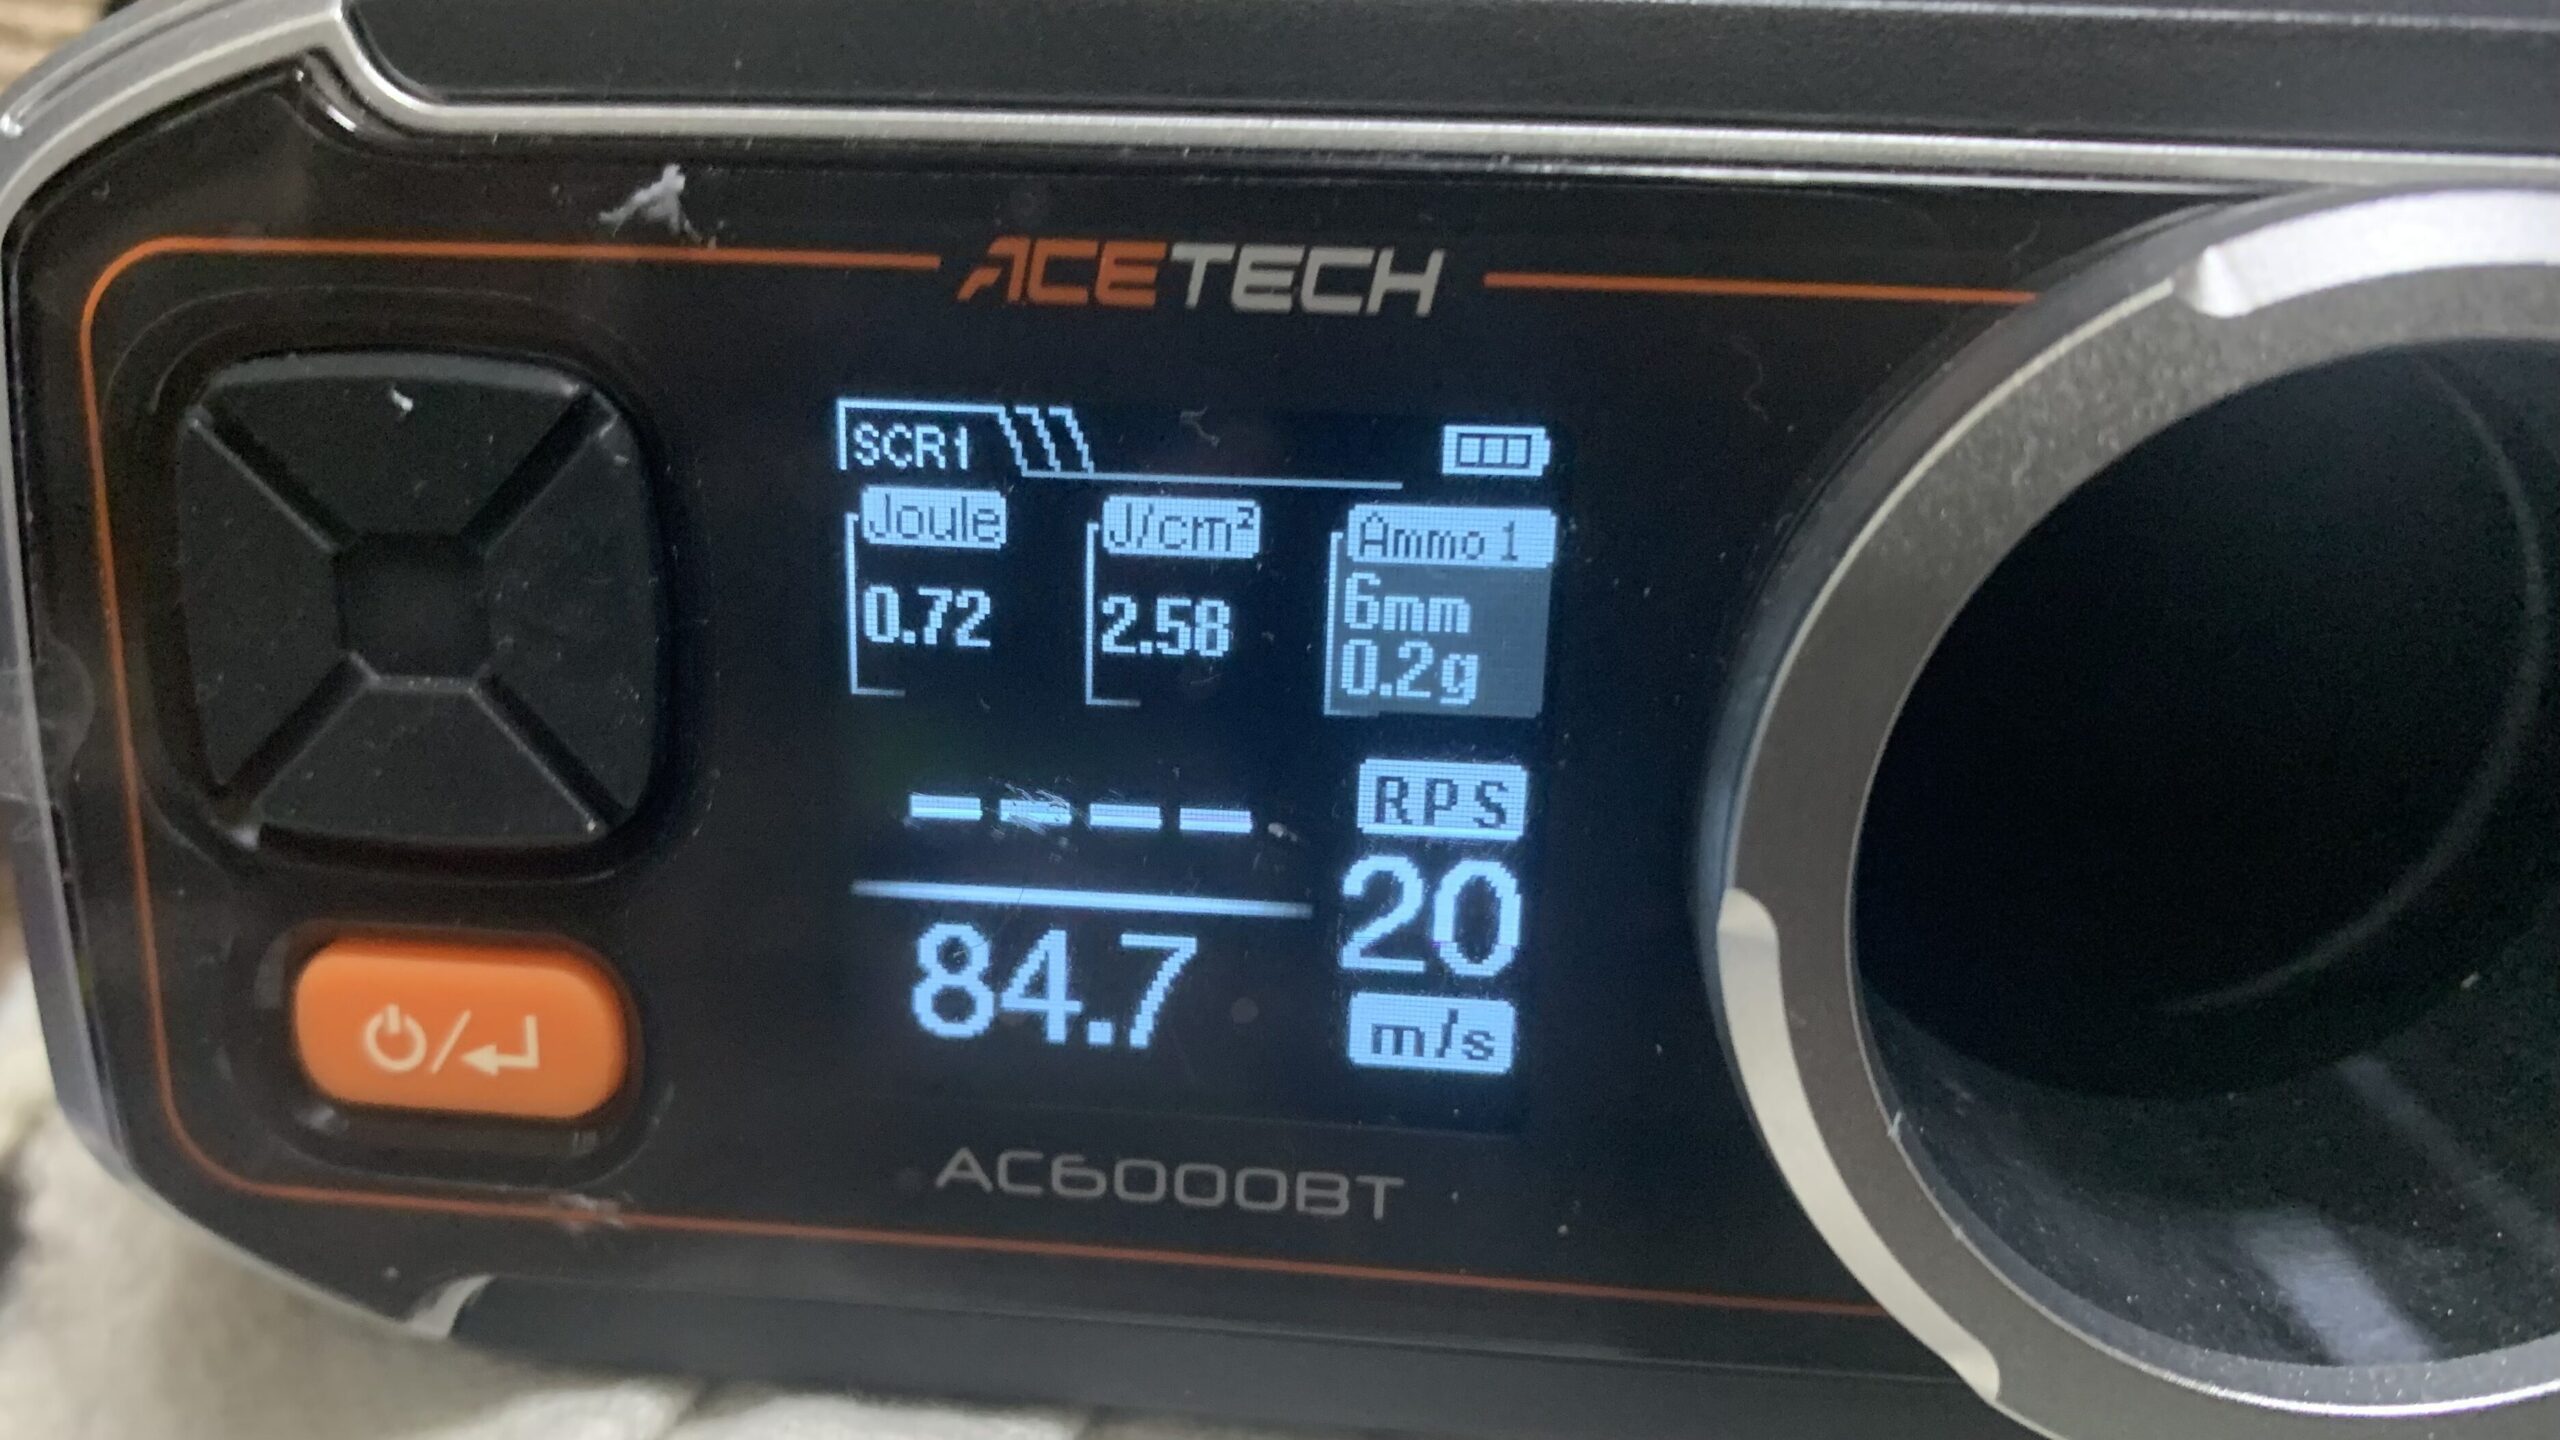 ACETECH
SCR1
Joule
J/cm²
Ammo 1
0.72
2.58
6mm
0.2g
----
RPS
20
84.7
m/s
AC6000BT